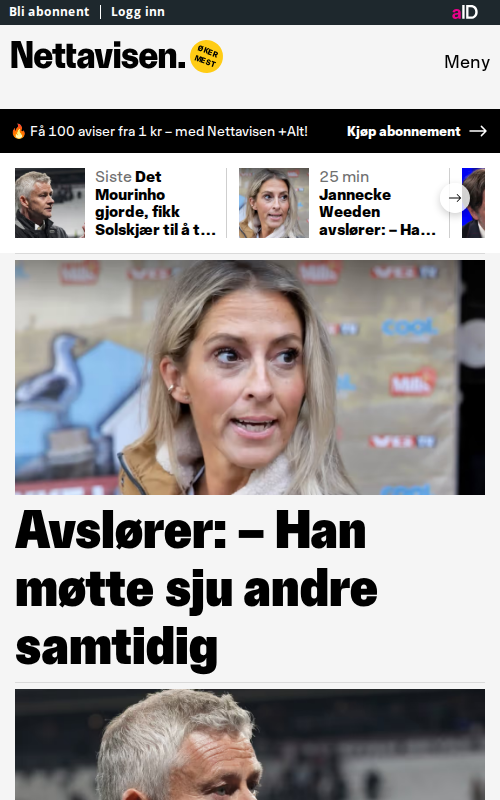 Bli abonnent | Logg inn
aID
Nettavisen.
ØKER
MEST
Meny
🔥 Få 100 aviser fra 1 kr – med Nettavisen +Alt!
Kjøp abonnement →
Siste Det
Mourinho
gjorde, fikk
Solskjær til å t...
25 min
Jannecke
Weeden
avslører: – Ha...
cool.
Avslører: – Han
møtte sju andre
samtidig